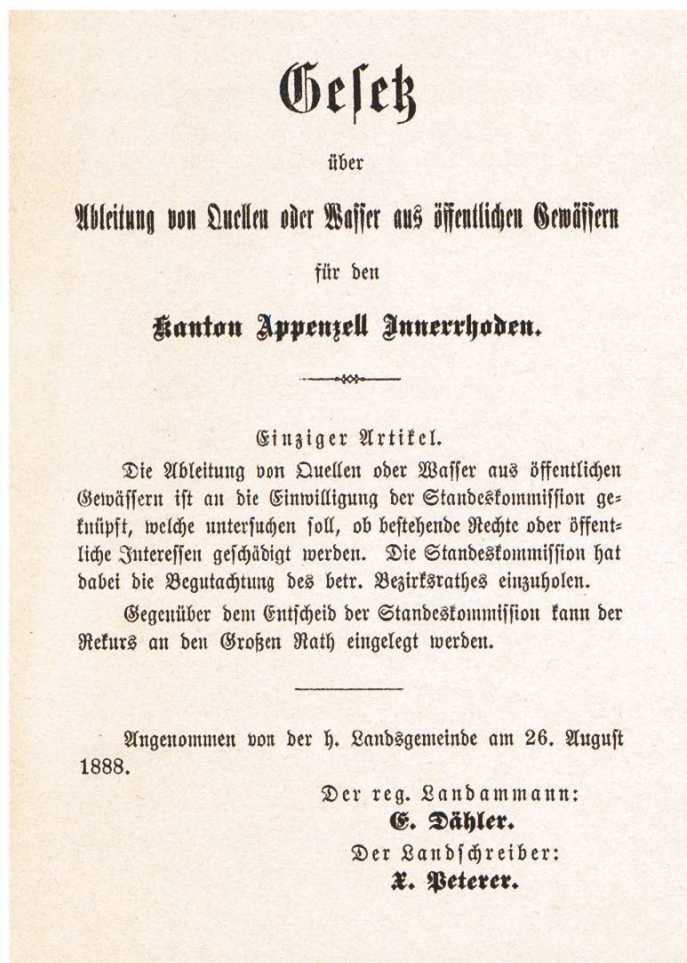 Gesetz
über
Ableitung von Quellen oder Wasser aus öffentlichen Gewässern
für den
Kanton Appenzell Innerrhoden.
Einziger Artikel.
Die Ableitung von Quellen oder Wasser aus öffentlichen
Gewässern ist an die Einwilligung der Standeskommission ge-
knüpft, welche untersuchen soll, ob bestehende Rechte oder öffent-
liche Interessen geschädigt werden. Die Standeskommission hat
dabei die Begutachtung des betr. Bezirksrathes einzuholen.
Gegenüber dem Entscheid der Standeskommission kann der
Rekurs an den Großen Rath eingelegt werden.
Angenommen von der h. Landsgemeinde am 26. August
1888.
Der reg. Landammann:
E. Dähler.
Der Landschreiber:
X. Peterer.